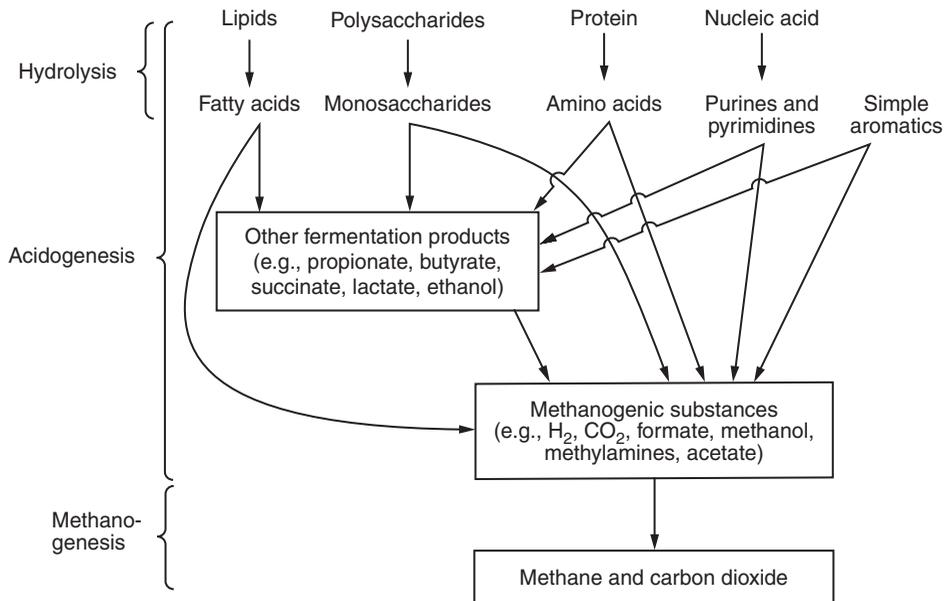 Lipids
Polysaccharides
Protein
Nucleic acid
Hydrolysis
Fatty acids
Monosaccharides
Amino acids
Purines and
pyrimidines
Simple
aromatics
Acidogenesis
Other fermentation products
(e.g., propionate, butyrate,
succinate, lactate, ethanol)
Methanogenic substances
(e.g., H₂, CO₂, formate, methanol,
methylamines, acetate)
Methano-
genesis
Methane and carbon dioxide